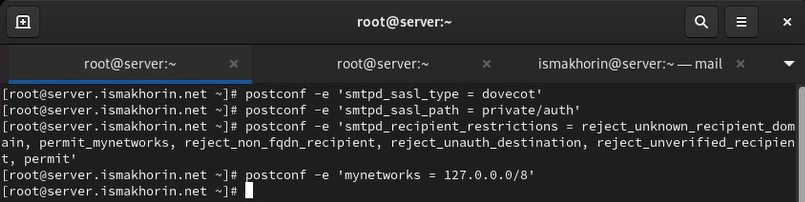 root@server:~
root@server:~
root@server:~
ismakhorin@server:~ — mail
[root@server.ismakhorin.net ~]# postconf -e 'smtpd_sasl_type = dovecot'
[root@server.ismakhorin.net ~]# postconf -e 'smtpd_sasl_path = private/auth'
[root@server.ismakhorin.net ~]# postconf -e 'smtpd_recipient_restrictions = reject_unknown_recipient_dom
ain, permit_mynetworks, reject_non_fqdn_recipient, reject_unauth_destination, reject_unverified_recipien
t, permit'
[root@server.ismakhorin.net ~]# postconf -e 'mynetworks = 127.0.0.0/8'
[root@server.ismakhorin.net ~]#